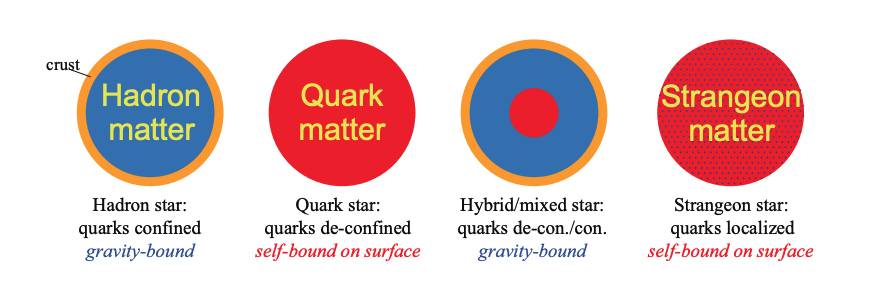 crust
Hadron
matter
Quark
matter
Strangeon
matter
Hadron star:
quarks confined
gravity-bound
Quark star:
quarks de-confined
self-bound on surface
Hybrid/mixed star:
quarks de-con./con.
gravity-bound
Strangeon star:
quarks localized
self-bound on surface